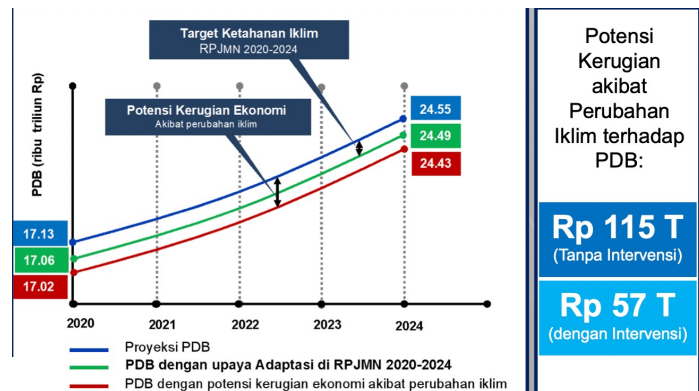 Target Ketahanan Iklim
RPJMN 2020-2024
Potensi Kerugian Ekonomi
Akibat perubahan iklim
PDB (ribu triliun Rp)
24.55
24.49
24.43
17.13
17.06
17.02
2020
2021
2022
2023
2024
Proyeksi PDB
PDB dengan upaya Adaptasi di RPJMN 2020-2024
PDB dengan potensi kerugian ekonomi akibat perubahan iklim
Potensi
Kerugian
akibat
Perubahan
Iklim terhadap
PDB:
Rp 115 T
(Tanpa Intervensi)
Rp 57 T
(dengan Intervensi)